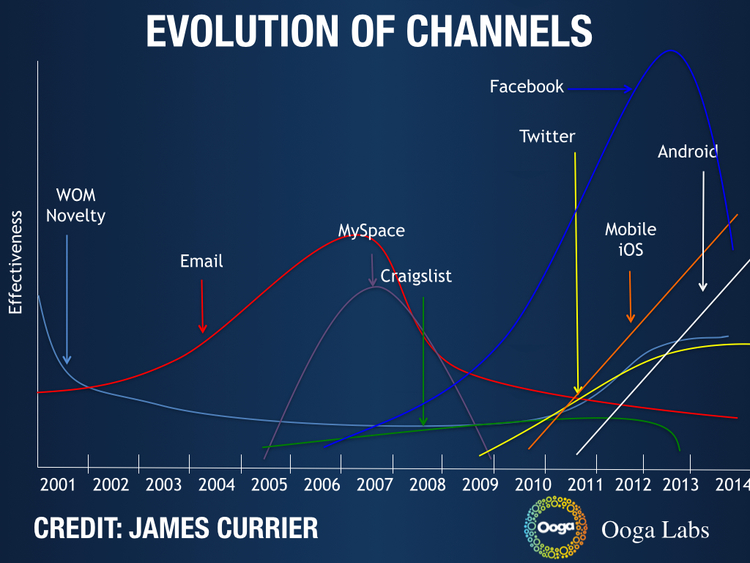 EVOLUTION OF CHANNELS
Facebook
Twitter
Android
WOM
Novelty
MySpace
Mobile
iOS
Email
Craigslist
Effectiveness
2001 2002 2003 2004 2005 2006 2007 2008 2009 2010 2011 2012 2013 2014
CREDIT: JAMES CURRIER
Ooga
Ooga Labs